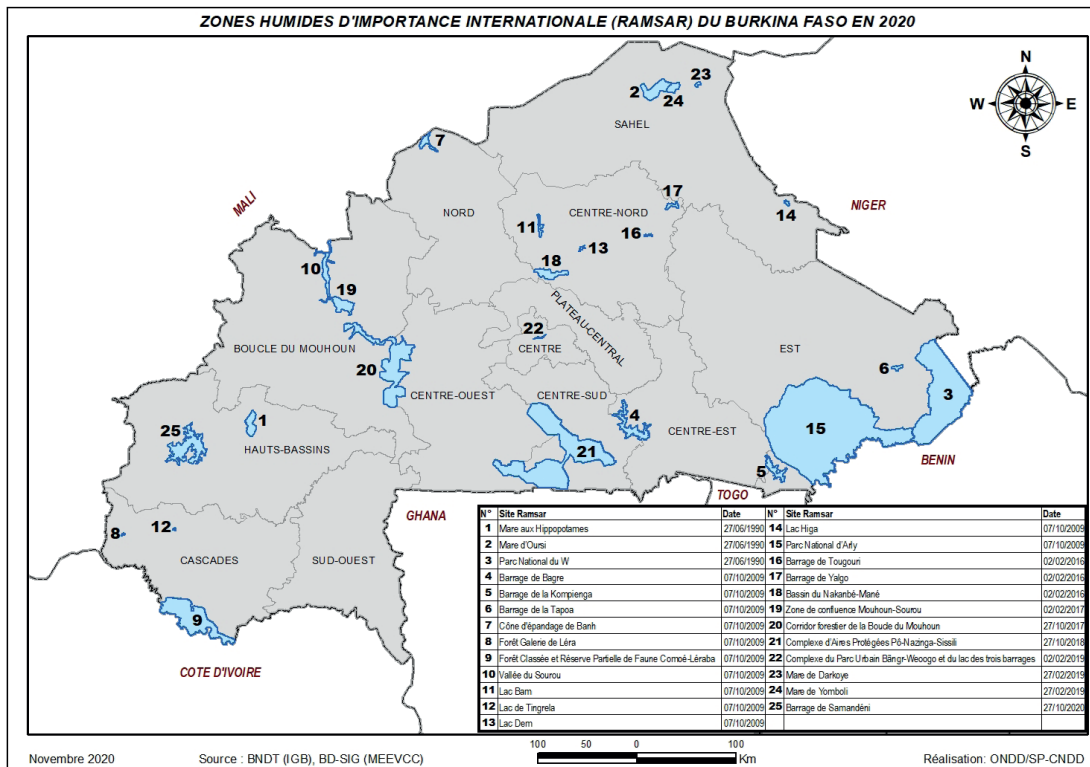 ZONES HUMIDES D'IMPORTANCE INTERNATIONALE (RAMSAR) DU BURKINA FASO EN 2020
N
W E
S
23
2
24
SAHEL
7
MALI
NORD
17
CENTRE-NORD
14
NIGER
11
16
13
10
18
19
PLATEAU-CENTRAL
22
BOUCLE DU MOUHOUN
CENTRE
EST
20
6
CENTRE-OUEST
CENTRE-SUD
3
1
4
25
CENTRE-EST
15
HAUTS-BASSINS
21
BENIN
5
TOGO
GHANA
8
12
CASCADES
SUD-OUEST
9
COTE D'IVOIRE
N° Site Ramsar Date N° Site Ramsar Date
1 Mare aux Hippopotames 27/06/1990 14 Lac Higa 07/10/2009
2 Mare d'Oursi 27/06/1990 15 Parc National d'Arly 07/10/2009
3 Parc National du W 27/06/1990 16 Barrage de Tougouri 02/02/2016
4 Barrage de Bagre 07/10/2009 17 Barrage de Yalgo 02/02/2016
5 Barrage de la Kompienga 07/10/2009 18 Bassin du Nakanbé-Mané 02/02/2016
6 Barrage de la Tapoa 07/10/2009 19 Zone de confluence Mouhoun-Sourou 02/02/2017
7 Cône d'épandage de Banh 07/10/2009 20 Corridor forestier de la Boucle du Mouhoun 27/10/2017
8 Forêt Galerie de Léra 07/10/2009 21 Complexe d'Aires Protégées Pô-Nazinga-Sissili 27/10/2018
9 Forêt Classée et Réserve Partielle de Faune Comoé-Léraba 07/10/2009 22 Complexe du Parc Urbain Bãngr-Weoogo et du lac des trois barrages 02/02/2019
10 Vallée du Sourou 07/10/2009 23 Mare de Darkoye 27/02/2019
11 Lac Bam 07/10/2009 24 Mare de Yomboli 27/02/2019
12 Lac de Tingrela 07/10/2009 25 Barrage de Samandéni 27/10/2020
13 Lac Dem 07/10/2009
Novembre 2020
Source : BNDT (IGB), BD-SIG (MEEVCC)
100 50 0 100
Km
Réalisation: ONDD/SP-CNDD